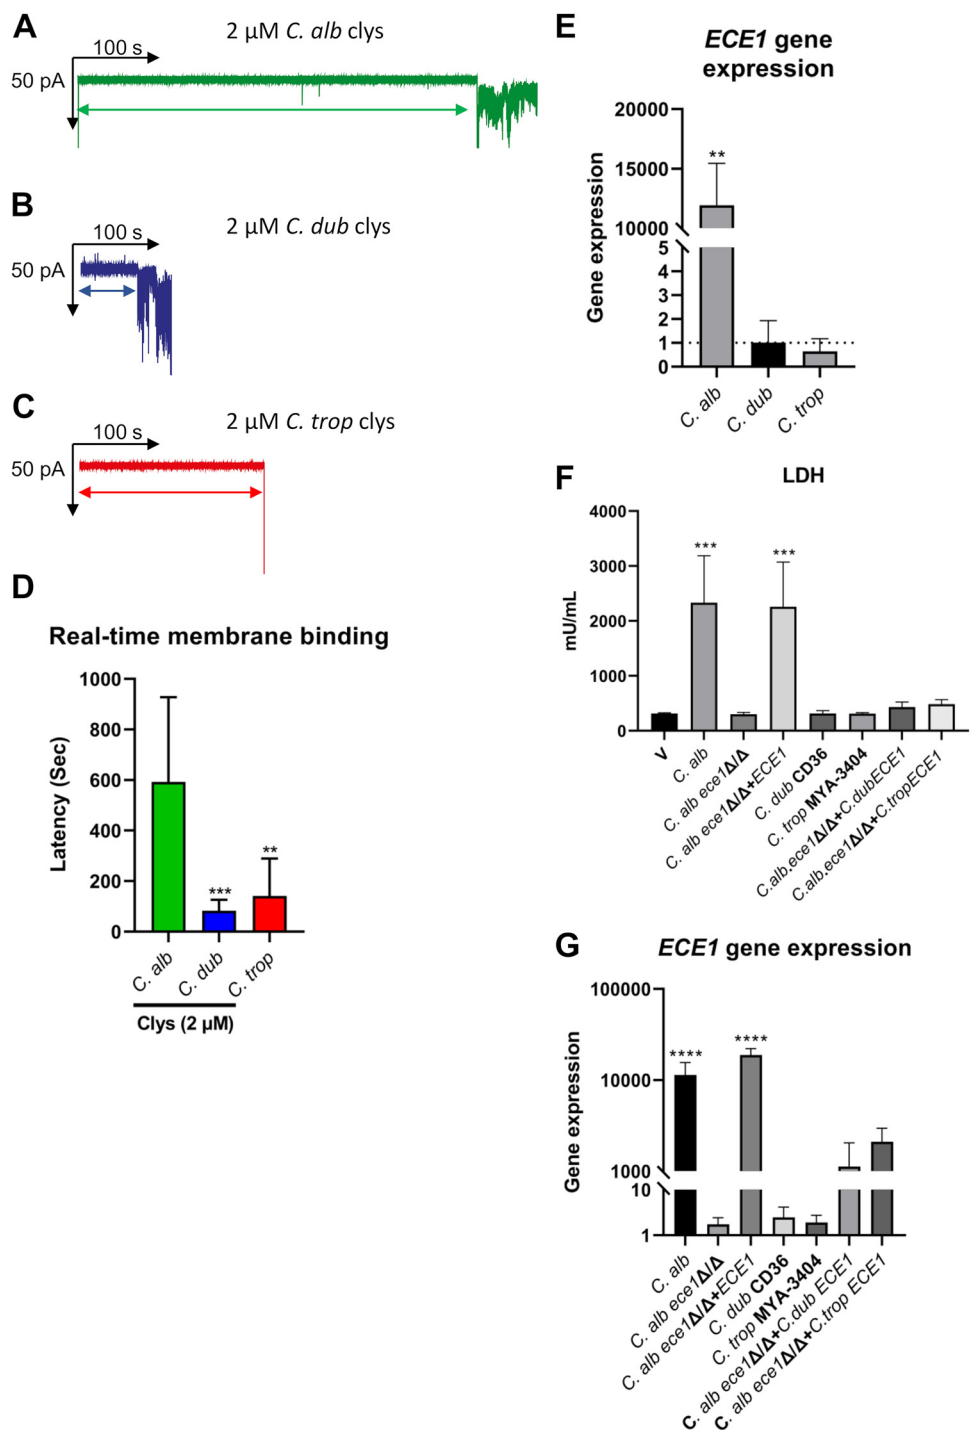 A
2 µM C. alb clys
100 s
50 pA
B
2 µM C. dub clys
100 s
50 pA
C
2 µM C. trop clys
100 s
50 pA
D
Real-time membrane binding
Latency (Sec)
1000
800
600
400
200
0
C. alb
C. dub
C. trop
***
**
Clys (2 µM)
E
ECE1 gene
expression
Gene expression
20000
15000
10000
5
4
3
2
1
0
**
C. alb
C. dub
C. trop
F
LDH
mU/mL
4000
3000
2000
1000
0
***
***
V
C. alb
C. alb ece1Δ/Δ
C. alb ece1Δ/Δ+ECE1
C. dub CD36
C. trop MYA-3404
C.alb.ece1Δ/Δ+C.dubECE1
C.alb.ece1Δ/Δ+C.tropECE1
G
ECE1 gene expression
Gene expression
100000
10000
1000
10
1
****
****
C. alb
C. alb ece1Δ/Δ
C. alb ece1Δ/Δ+ECE1
C. dub CD36
C. trop MYA-3404
C. alb ece1Δ/Δ+C.dub ECE1
C. alb ece1Δ/Δ+C.trop ECE1